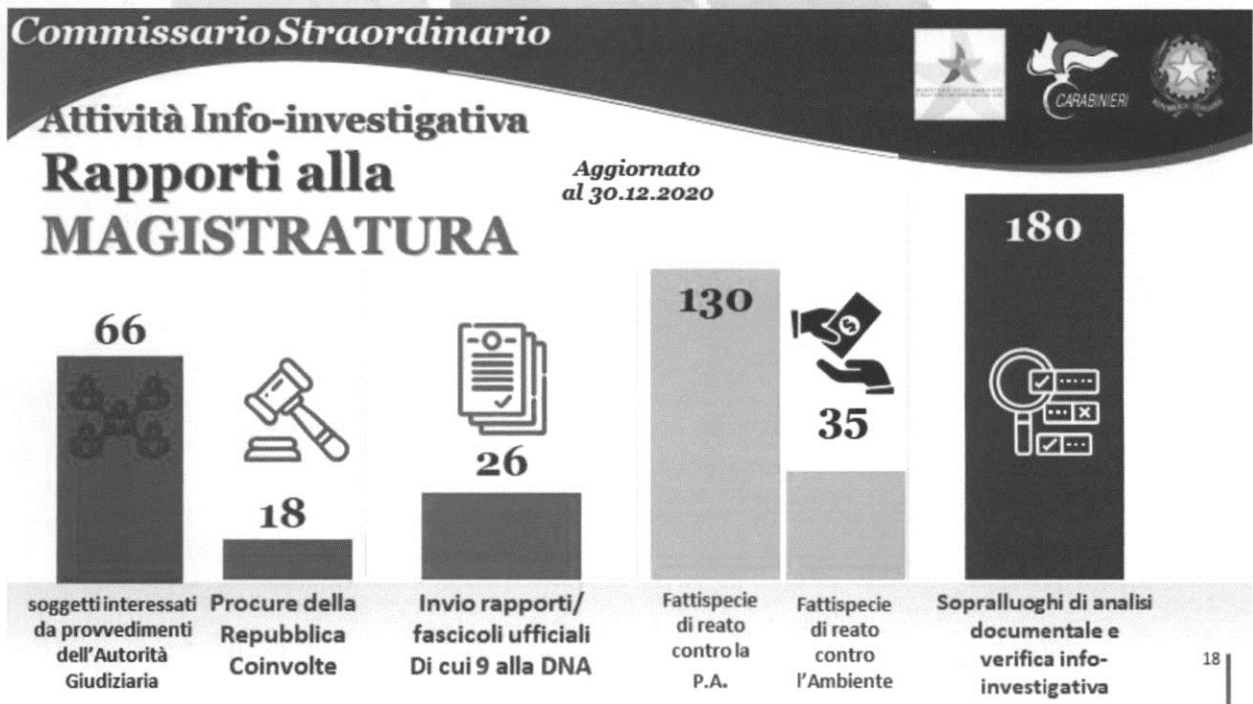 Commissario Straordinario
CARABINIERI
Attività Info-investigativa
Rapporti alla
MAGISTRATURA
Aggiornato
al 30.12.2020
66
18
26
130
35
180
soggetti interessati
da provvedimenti
dell'Autorità
Giudiziaria
Procure della
Repubblica
Coinvolte
Invio rapporti/
fascicoli ufficiali
Di cui 9 alla DNA
Fattispecie
di reato
contro la
P.A.
Fattispecie
di reato
contro
l'Ambiente
Sopralluoghi di analisi
documentale e
verifica info-
investigativa
18